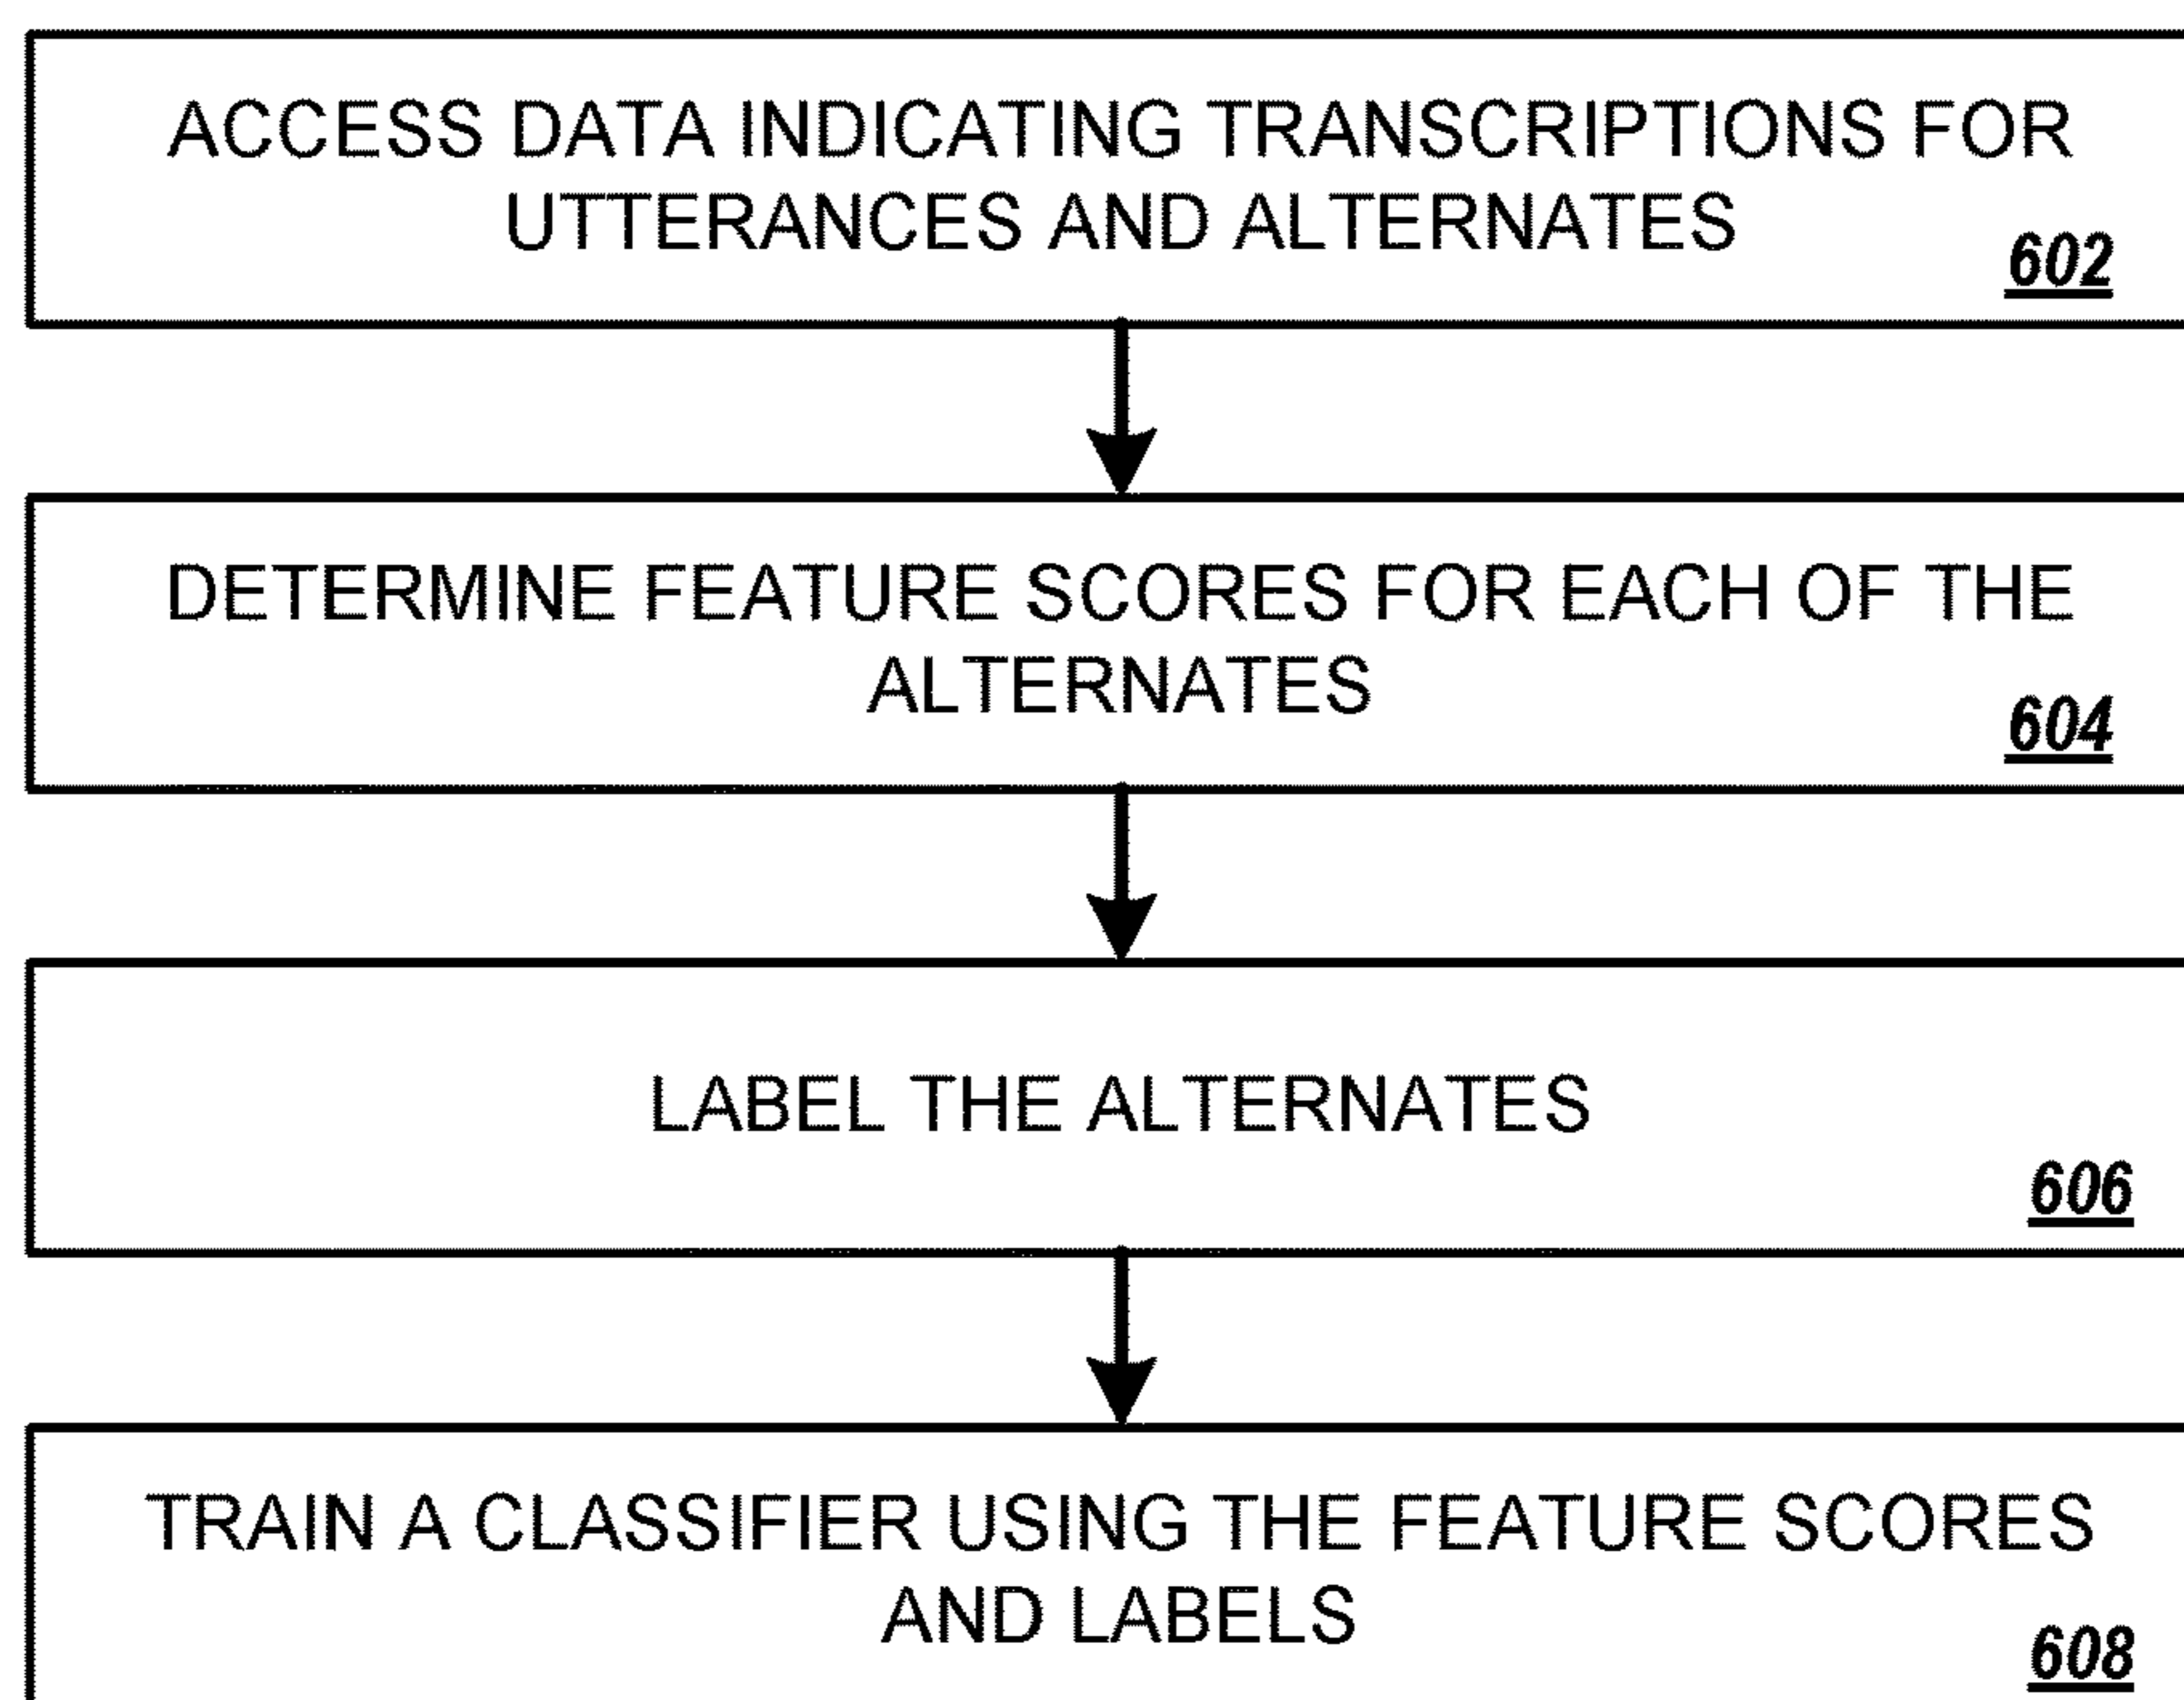 ACCESS DATA INDICATING TRANSCRIPTIONS FOR
UTTERANCES AND ALTERNATES
602
DETERMINE FEATURE SCORES FOR EACH OF THE
ALTERNATES
604
LABEL THE ALTERNATES
606
TRAIN A CLASSIFIER USING THE FEATURE SCORES
AND LABELS
608